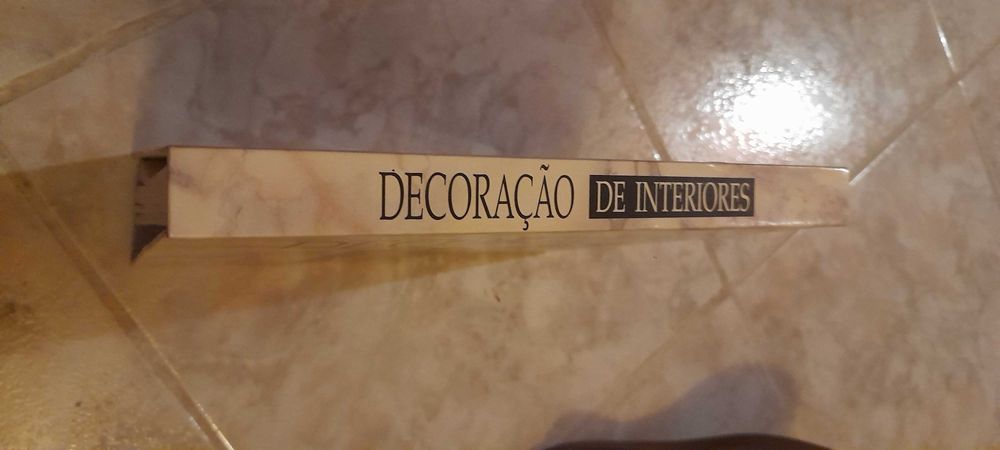 DECORAÇÃO DE INTERIORES